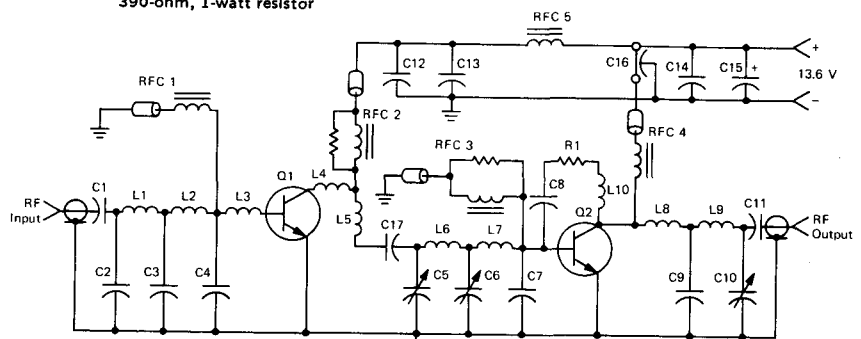 390-ohm, 1-watt resistor
RFC 5
C12
C13
C16
C14
C15
+
+
13.6 V
−
RFC 1
RFC 2
RFC 3
RFC 4
R1
Q1
L4
L10
C8
Q2
C1
L1
L2
L3
L5
C17
L6
L7
L8
L9
C11
RF
Input
RF
Output
C2
C3
C4
C5
C6
C7
C9
C10